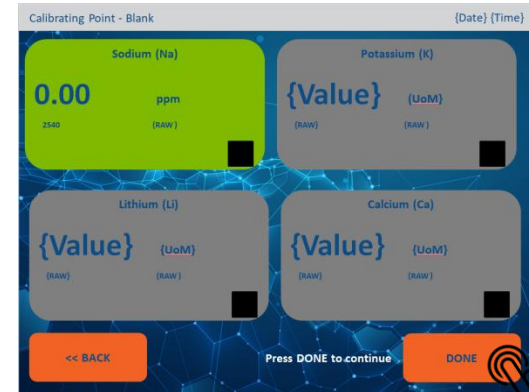 Calibrating Point - Blank {Date} {Time}
Sodium (Na)
0.00 ppm
2540 (RAW)
Potassium (K)
{Value} {UoM}
(RAW) (RAW)
Lithium (Li)
{Value} {UoM}
(RAW) (RAW)
Calcium (Ca)
{Value} {UoM}
(RAW) (RAW)
<< BACK Press DONE to continue DONE